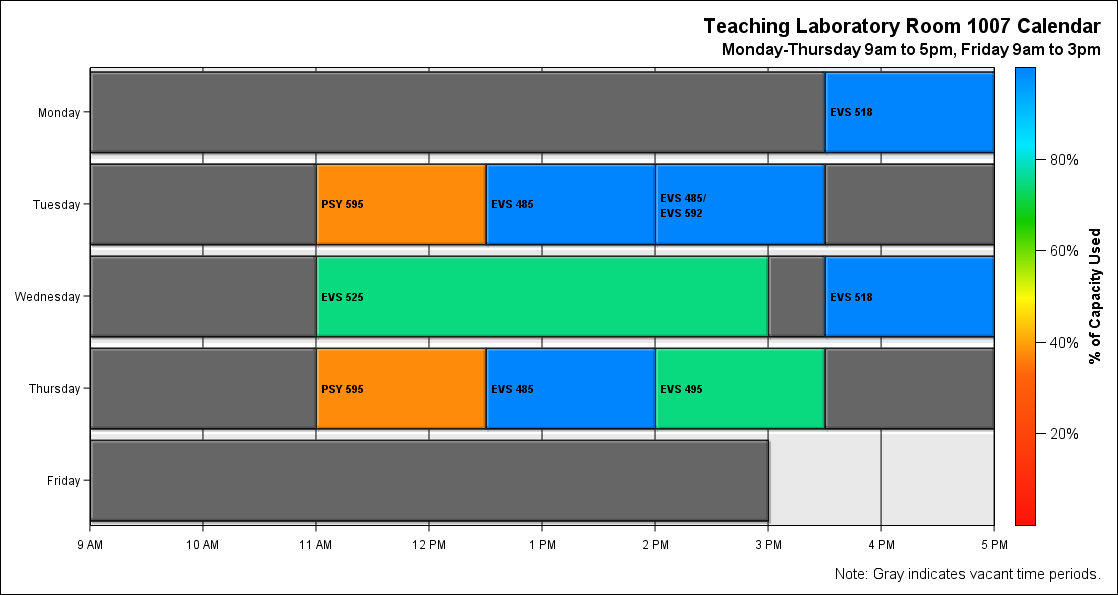 Teaching Laboratory Room 1007 Calendar
Monday-Thursday 9am to 5pm, Friday 9am to 3pm
Monday
EVS 518
Tuesday
PSY 595
EVS 485
EVS 485/
EVS 592
Wednesday
EVS 525
EVS 518
Thursday
PSY 595
EVS 485
EVS 495
Friday
9 AM
10 AM
11 AM
12 PM
1 PM
2 PM
3 PM
4 PM
5 PM
80%
60%
40%
20%
% of Capacity Used
Note: Gray indicates vacant time periods.